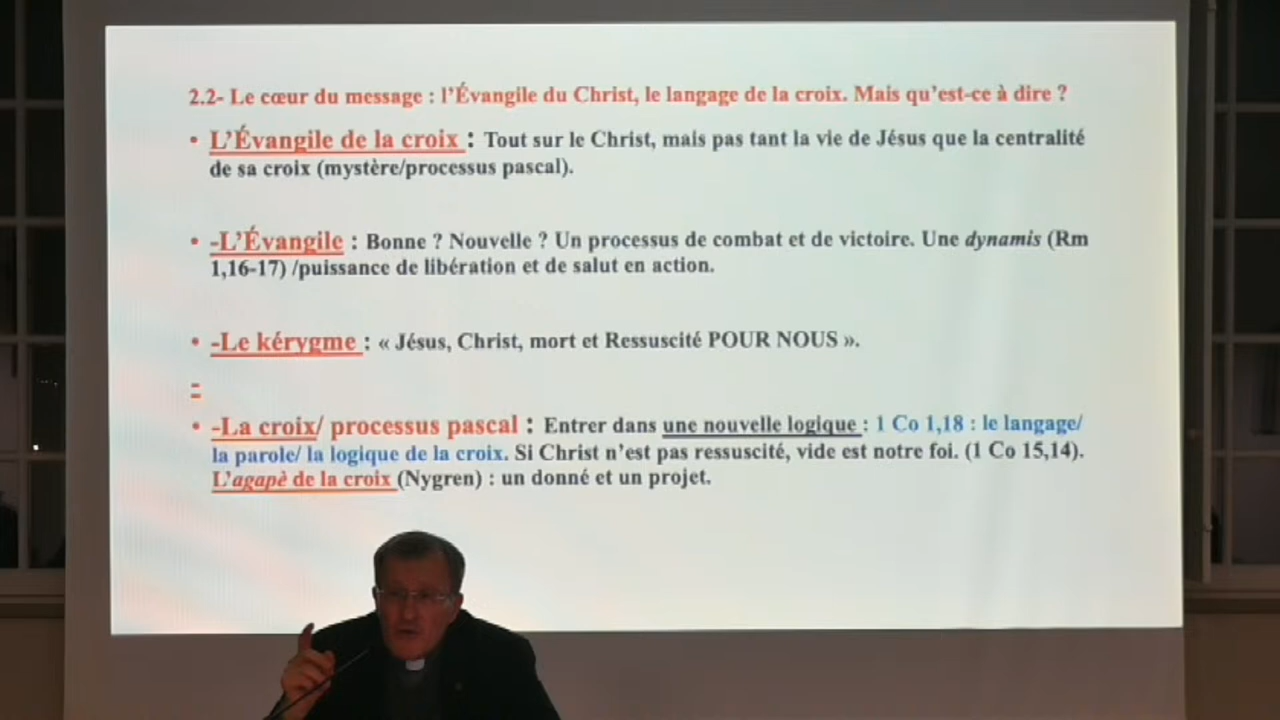 2.2- Le cœur du message : l’Évangile du Christ, le langage de la croix. Mais qu’est-ce à dire ?
• L’Évangile de la croix : Tout sur le Christ, mais pas tant la vie de Jésus que la centralité
de sa croix (mystère/processus pascal).
• -L’Évangile : Bonne ? Nouvelle ? Un processus de combat et de victoire. Une dynamis (Rm
1,16-17) /puissance de libération et de salut en action.
• -Le kérygme : « Jésus, Christ, mort et Ressuscité POUR NOUS ».
-
• -La croix/ processus pascal : Entrer dans une nouvelle logique : 1 Co 1,18 : le langage/
la parole/ la logique de la croix. Si Christ n’est pas ressuscité, vide est notre foi. (1 Co 15,14).
L’agapè de la croix (Nygren) : un donné et un projet.